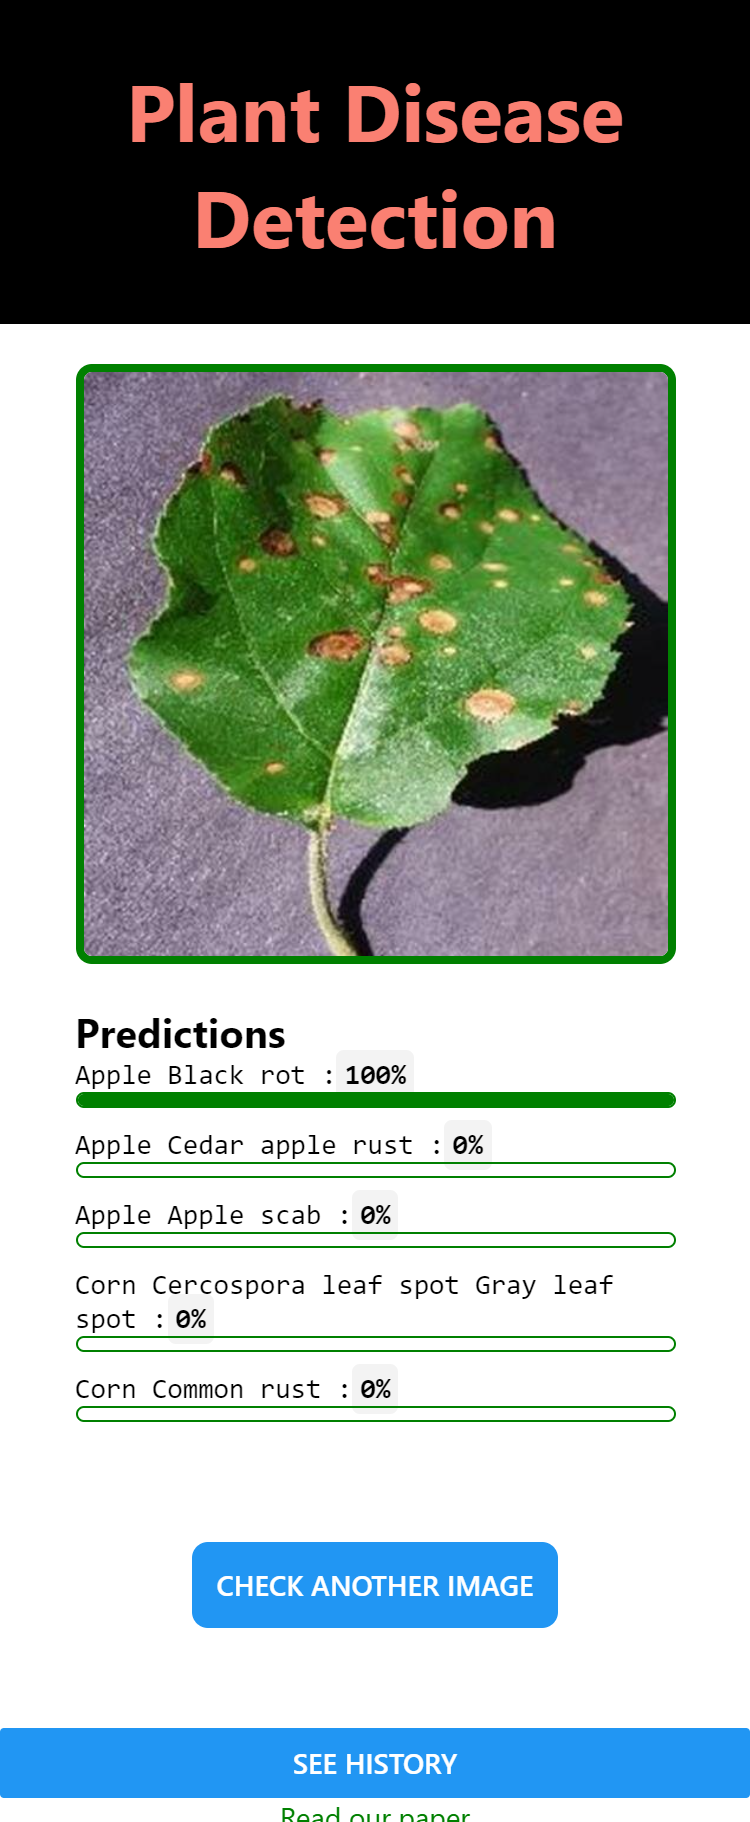 Plant Disease
Detection
Predictions
Apple Black rot : 100%
Apple Cedar apple rust : 0%
Apple Apple scab : 0%
Corn Cercospora leaf spot Gray leaf
spot : 0%
Corn Common rust : 0%
CHECK ANOTHER IMAGE
SEE HISTORY
Read our paper